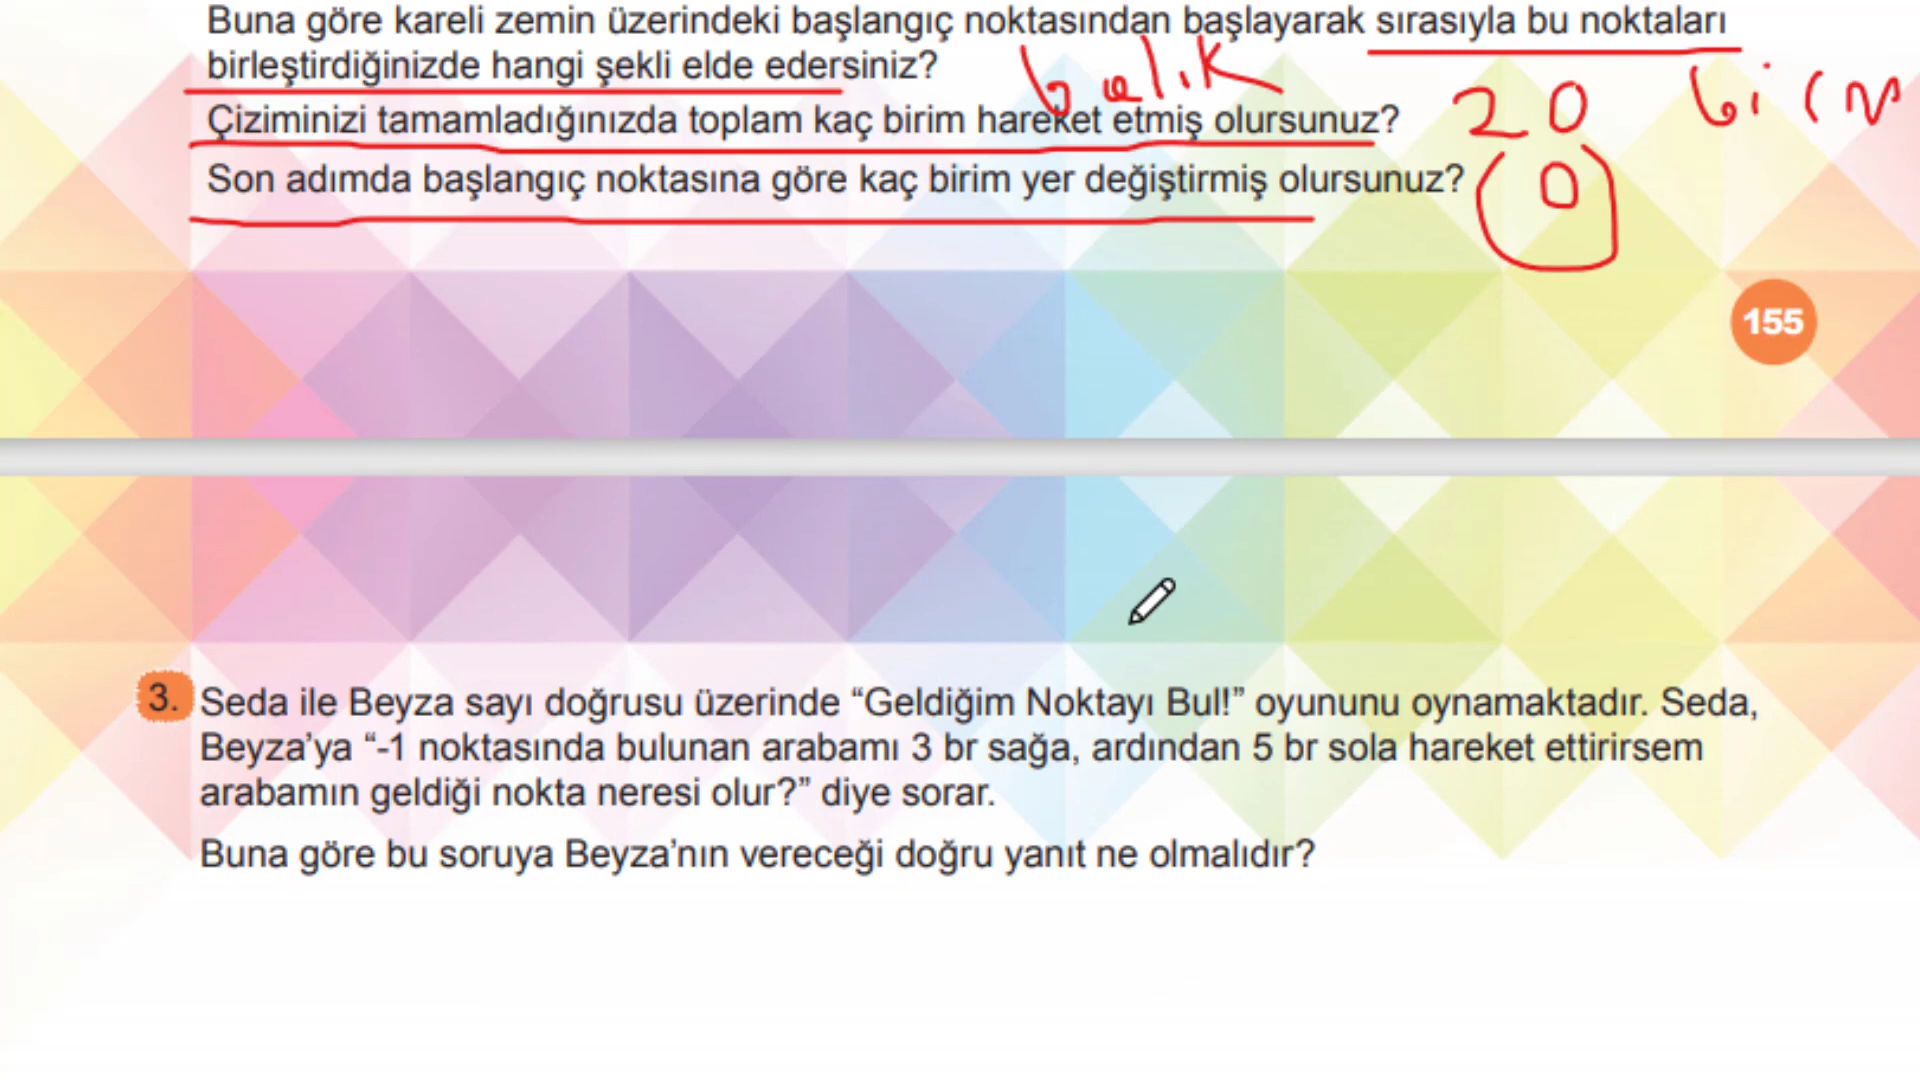 Buna göre kareli zemin üzerindeki başlangıç noktasından başlayarak sırasıyla bu noktaları
birleştirdiğinizde hangi şekli elde edersiniz? balık
Çiziminizi tamamladığınızda toplam kaç birim hareket etmiş olursunuz? 20 birm
Son adımda başlangıç noktasına göre kaç birim yer değiştirmiş olursunuz? 0
155
3. Seda ile Beyza sayı doğrusu üzerinde “Geldiğim Noktayı Bul!” oyununu oynamaktadır. Seda,
Beyza’ya “-1 noktasında bulunan arabamı 3 br sağa, ardından 5 br sola hareket ettirirsem
arabamın geldiği nokta neresi olur?” diye sorar.
Buna göre bu soruya Beyza’nın vereceği doğru yanıt ne olmalıdır?